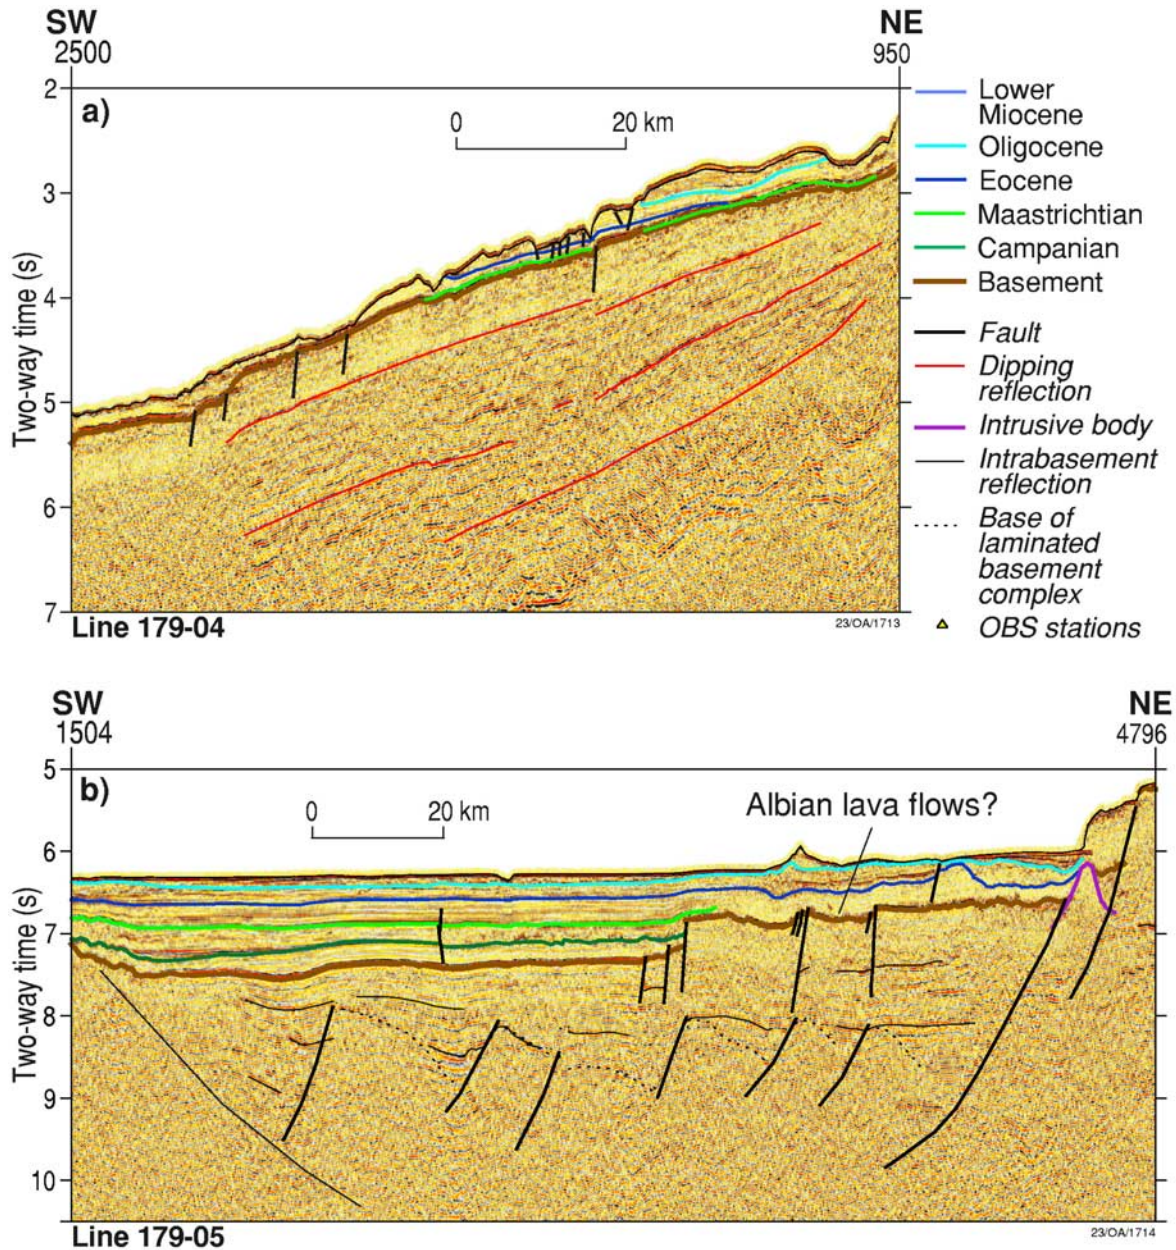 SW
NE
2500
950
2
a)
0
20 km
3
4
5
6
7
Two-way time (s)
Line 179-04
23/OA/1713
Lower
Miocene
Oligocene
Eocene
Maastrichtian
Campanian
Basement
Fault
Dipping
reflection
Intrusive body
Intrabasement
reflection
Base of
laminated
basement
complex
OBS stations
SW
NE
1504
4796
5
b)
0
20 km
Albian lava flows?
6
7
8
9
10
Two-way time (s)
Line 179-05
23/OA/1714